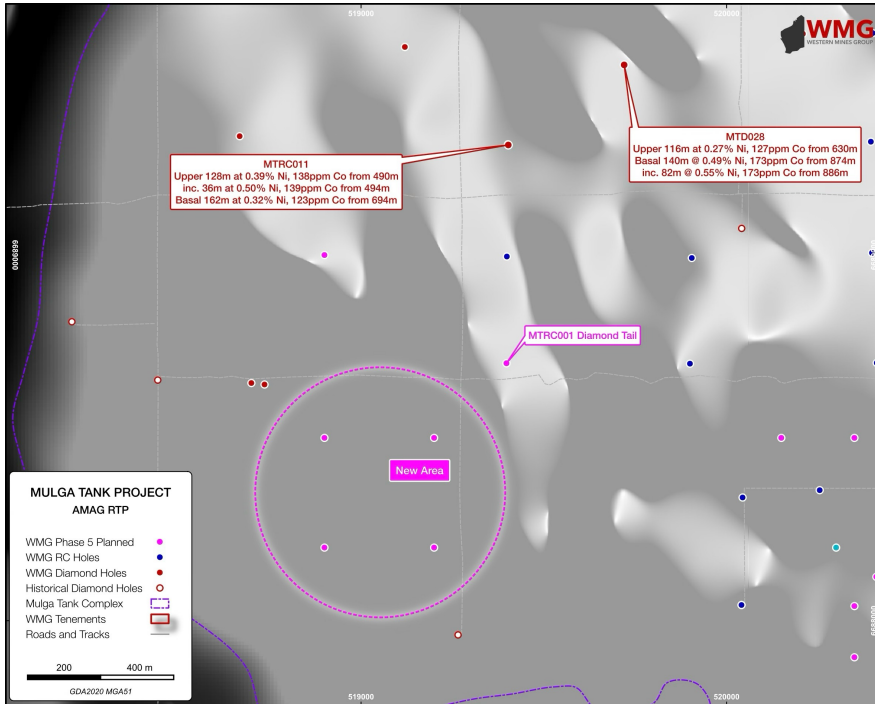 519000
520000
WMG
WESTERN MINES GROUP
MTRC011
Upper 128m at 0.39% Ni, 138ppm Co from 490m
inc. 36m at 0.50% Ni, 139ppm Co from 494m
Basal 162m at 0.32% Ni, 123ppm Co from 694m
MTD028
Upper 116m at 0.27% Ni, 127ppm Co from 630m
Basal 140m @ 0.49% Ni, 173ppm Co from 874m
inc. 82m @ 0.55% Ni, 173ppm Co from 886m
6689000
MTRC001 Diamond Tail
New Area
MULGA TANK PROJECT
AMAG RTP
WMG Phase 5 Planned
WMG RC Holes
WMG Diamond Holes
Historical Diamond Holes
Mulga Tank Complex
WMG Tenements
Roads and Tracks
200 400 m
GDA2020 MGA51
6688000
519000
520000